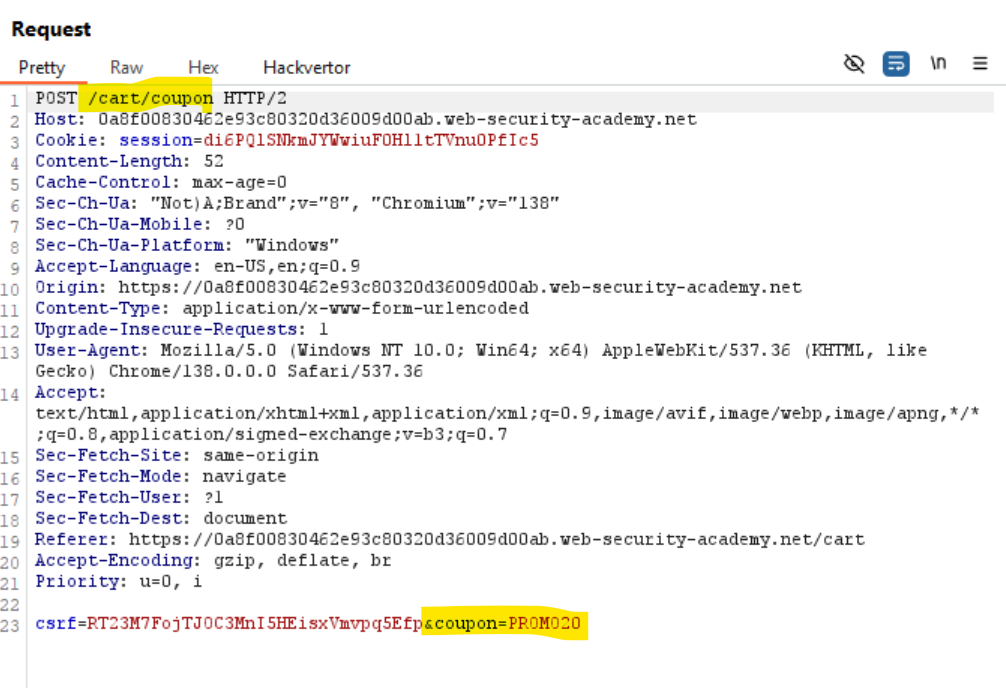 Request
Pretty Raw Hex Hackvertor \n
1 POST /cart/coupon HTTP/2
2 Host: 0a8f00830462e93c80320d36009d00ab.web-security-academy.net
3 Cookie: session=di6PQlSNkmJYWwiuF0HlltTVnu0PfIc5
4 Content-Length: 52
5 Cache-Control: max-age=0
6 Sec-Ch-Ua: "Not)A;Brand";v="8", "Chromium";v="138"
7 Sec-Ch-Ua-Mobile: ?0
8 Sec-Ch-Ua-Platform: "Windows"
9 Accept-Language: en-US,en;q=0.9
10 Origin: https://0a8f00830462e93c80320d36009d00ab.web-security-academy.net
11 Content-Type: application/x-www-form-urlencoded
12 Upgrade-Insecure-Requests: 1
13 User-Agent: Mozilla/5.0 (Windows NT 10.0; Win64; x64) AppleWebKit/537.36 (KHTML, like
Gecko) Chrome/138.0.0.0 Safari/537.36
14 Accept:
text/html,application/xhtml+xml,application/xml;q=0.9,image/avif,image/webp,image/apng,*/*
;q=0.8,application/signed-exchange;v=b3;q=0.7
15 Sec-Fetch-Site: same-origin
16 Sec-Fetch-Mode: navigate
17 Sec-Fetch-User: ?1
18 Sec-Fetch-Dest: document
19 Referer: https://0a8f00830462e93c80320d36009d00ab.web-security-academy.net/cart
20 Accept-Encoding: gzip, deflate, br
21 Priority: u=0, i
22
23 csrf=RT23M7FojTJ0C3MnI5HEisxVmvpq5Efp&coupon=PROMO20